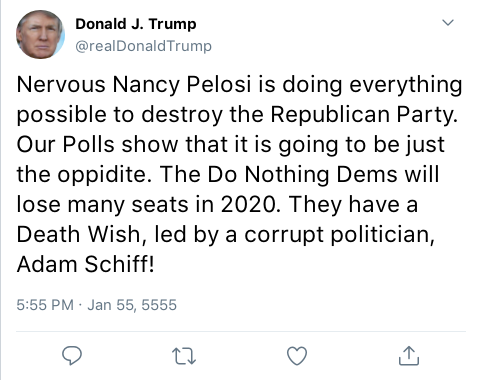 Donald J. Trump
@realDonaldTrump
Nervous Nancy Pelosi is doing everything
possible to destroy the Republican Party.
Our Polls show that it is going to be just
the oppidite. The Do Nothing Dems will
lose many seats in 2020. They have a
Death Wish, led by a corrupt politician,
Adam Schiff!
5:55 PM · Jan 55, 5555